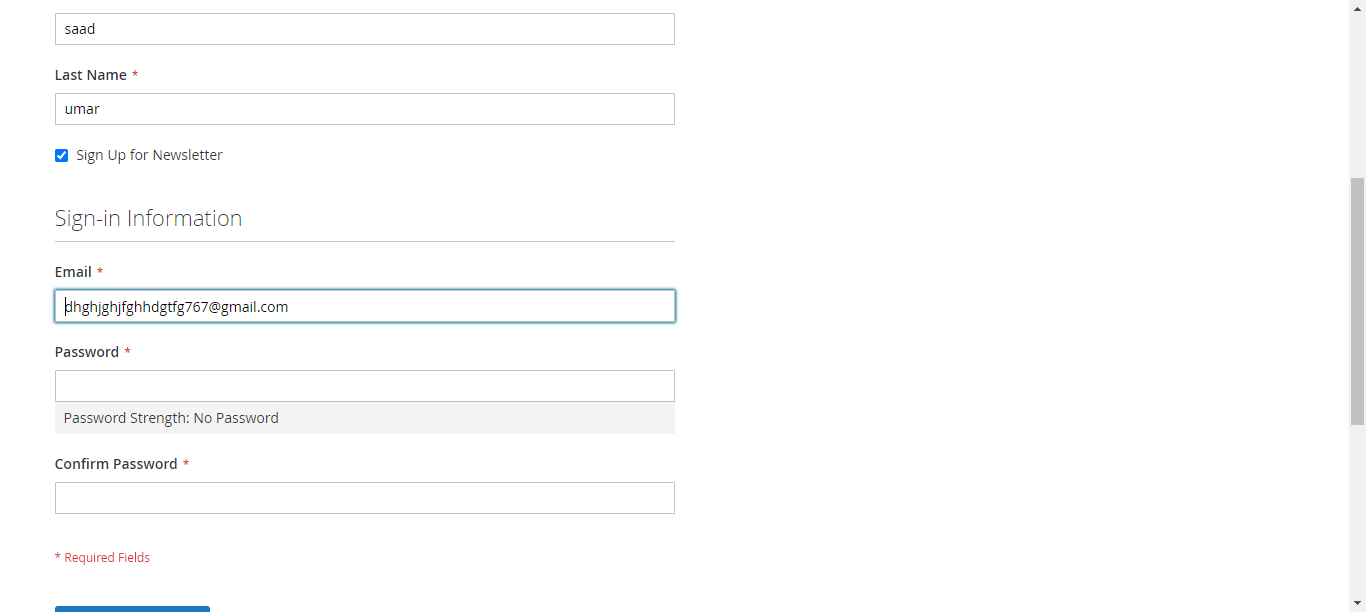 saad
Last Name *
umar
Sign Up for Newsletter
Sign-in Information
Email *
dhghjghjfghhdgtfg767@gmail.com
Password *
Password Strength: No Password
Confirm Password *
* Required Fields